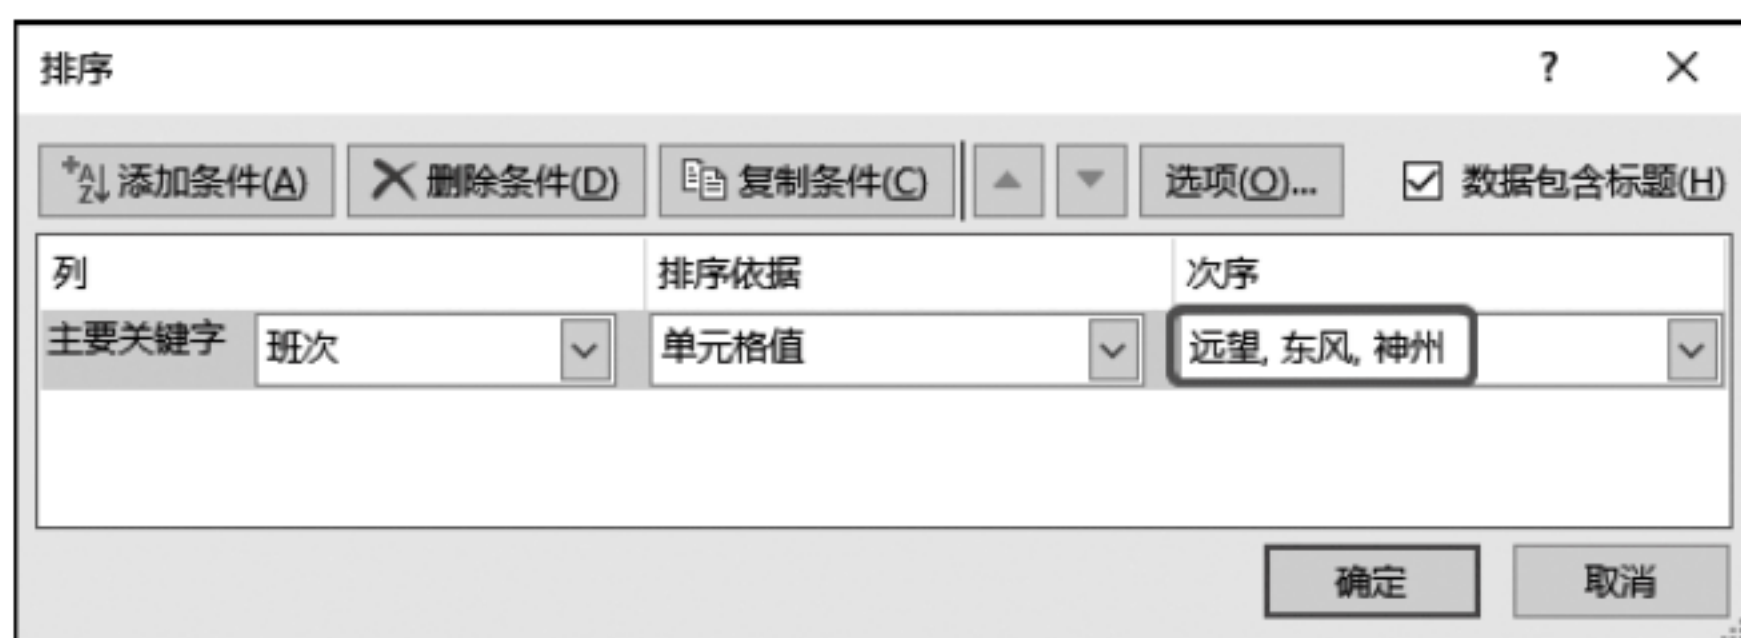 排序 ?
添加条件(A) 删除条件(D) 复制条件(C) 选项(O)... 数据包含标题(H)
列 排序依据 次序
主要关键字 班次 单元格值 远望, 东风, 神州
确定 取消